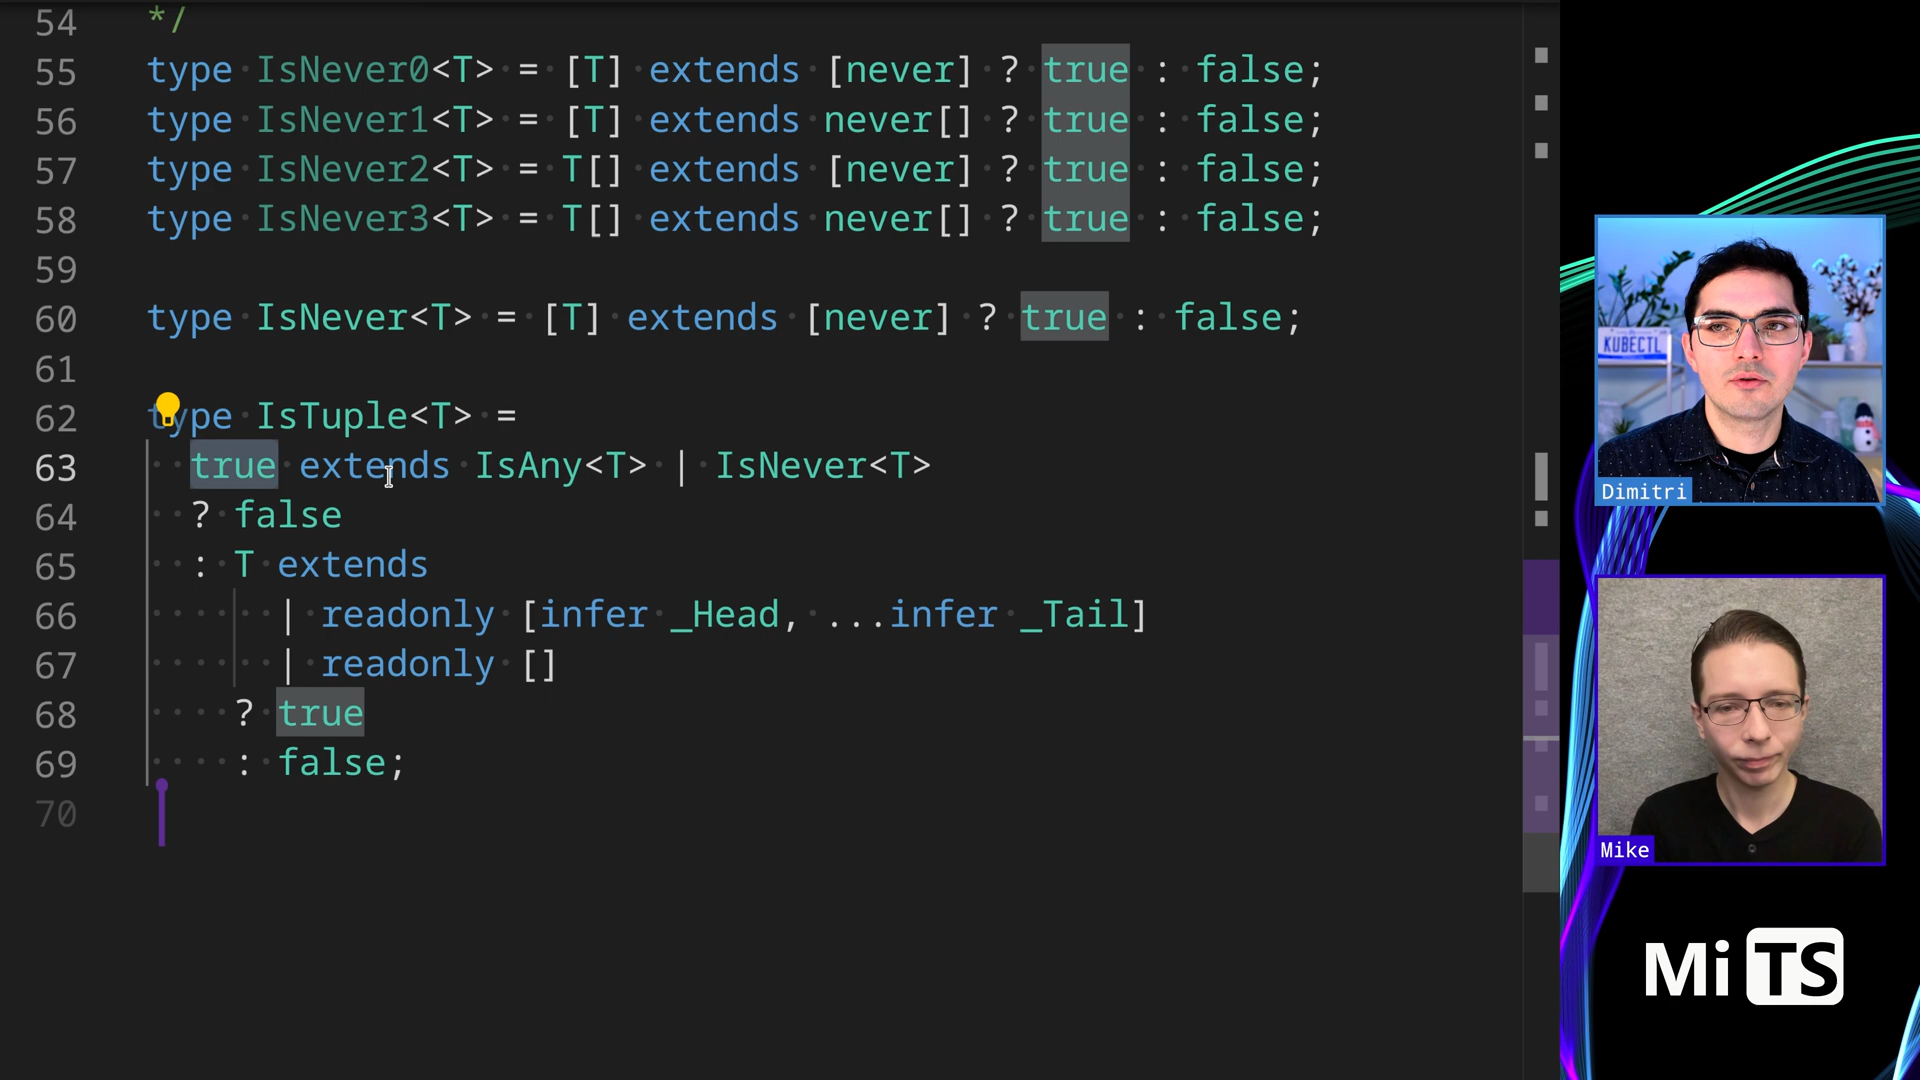 54 */
55 type IsNever0<T> = [T] extends [never] ? true : false;
56 type IsNever1<T> = [T] extends never[] ? true : false;
57 type IsNever2<T> = T[] extends [never] ? true : false;
58 type IsNever3<T> = T[] extends never[] ? true : false;
59
60 type IsNever<T> = [T] extends [never] ? true : false;
61
62 type IsTuple<T> =
63 true extends IsAny<T> | IsNever<T>
64 ? false
65 : T extends
66 | readonly [infer _Head, ...infer _Tail]
67 | readonly []
68 ? true
69 : false;
70
KUBECTL
Dimitri
Mike
Mi TS